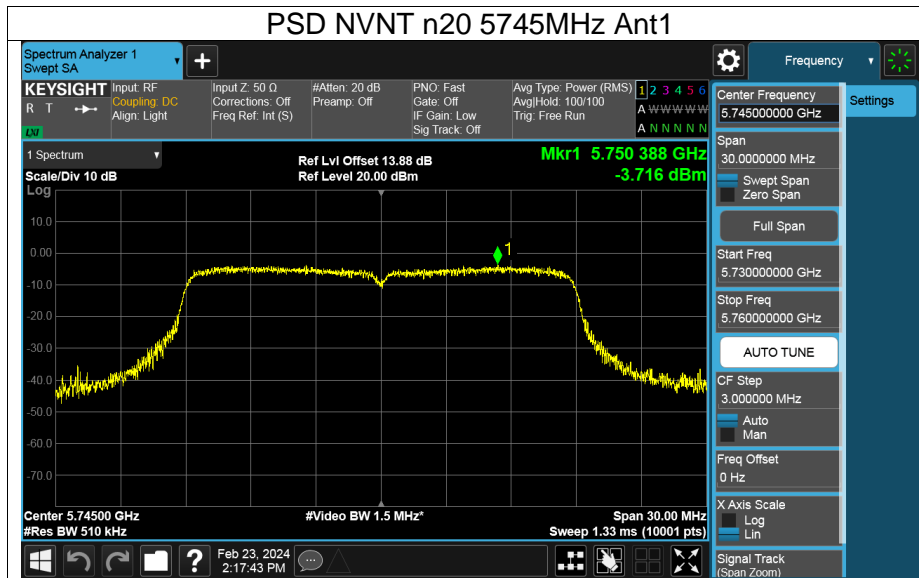 PSD NVNT n20 5745MHz Ant1
Spectrum Analyzer 1
Swept SA
+
Frequency
KEYSIGHT
R T
LXI
Input: RF
Coupling: DC
Align: Light
Input Z: 50 Ω
Corrections: Off
Freq Ref: Int (S)
#Atten: 20 dB
Preamp: Off
PNO: Fast
Gate: Off
IF Gain: Low
Sig Track: Off
Avg Type: Power (RMS)
Avg|Hold: 100/100
Trig: Free Run
1 2 3 4 5 6
A W W W W W
A N N N N N
1 Spectrum
Scale/Div 10 dB
Log
Ref Lvl Offset 13.88 dB
Ref Level 20.00 dBm
Mkr1 5.750 388 GHz
-3.716 dBm
10.0
0.00
-10.0
-20.0
-30.0
-40.0
-50.0
-60.0
-70.0
1
Center 5.74500 GHz
#Res BW 510 kHz
#Video BW 1.5 MHz*
Span 30.00 MHz
Sweep 1.33 ms (10001 pts)
Center Frequency
5.745000000 GHz
Settings
Span
30.0000000 MHz
Swept Span
Zero Span
Full Span
Start Freq
5.730000000 GHz
Stop Freq
5.760000000 GHz
AUTO TUNE
CF Step
3.000000 MHz
Auto
Man
Freq Offset
0 Hz
X Axis Scale
Log
Lin
Signal Track
(Span Zoom)
?
Feb 23, 2024
2:17:43 PM